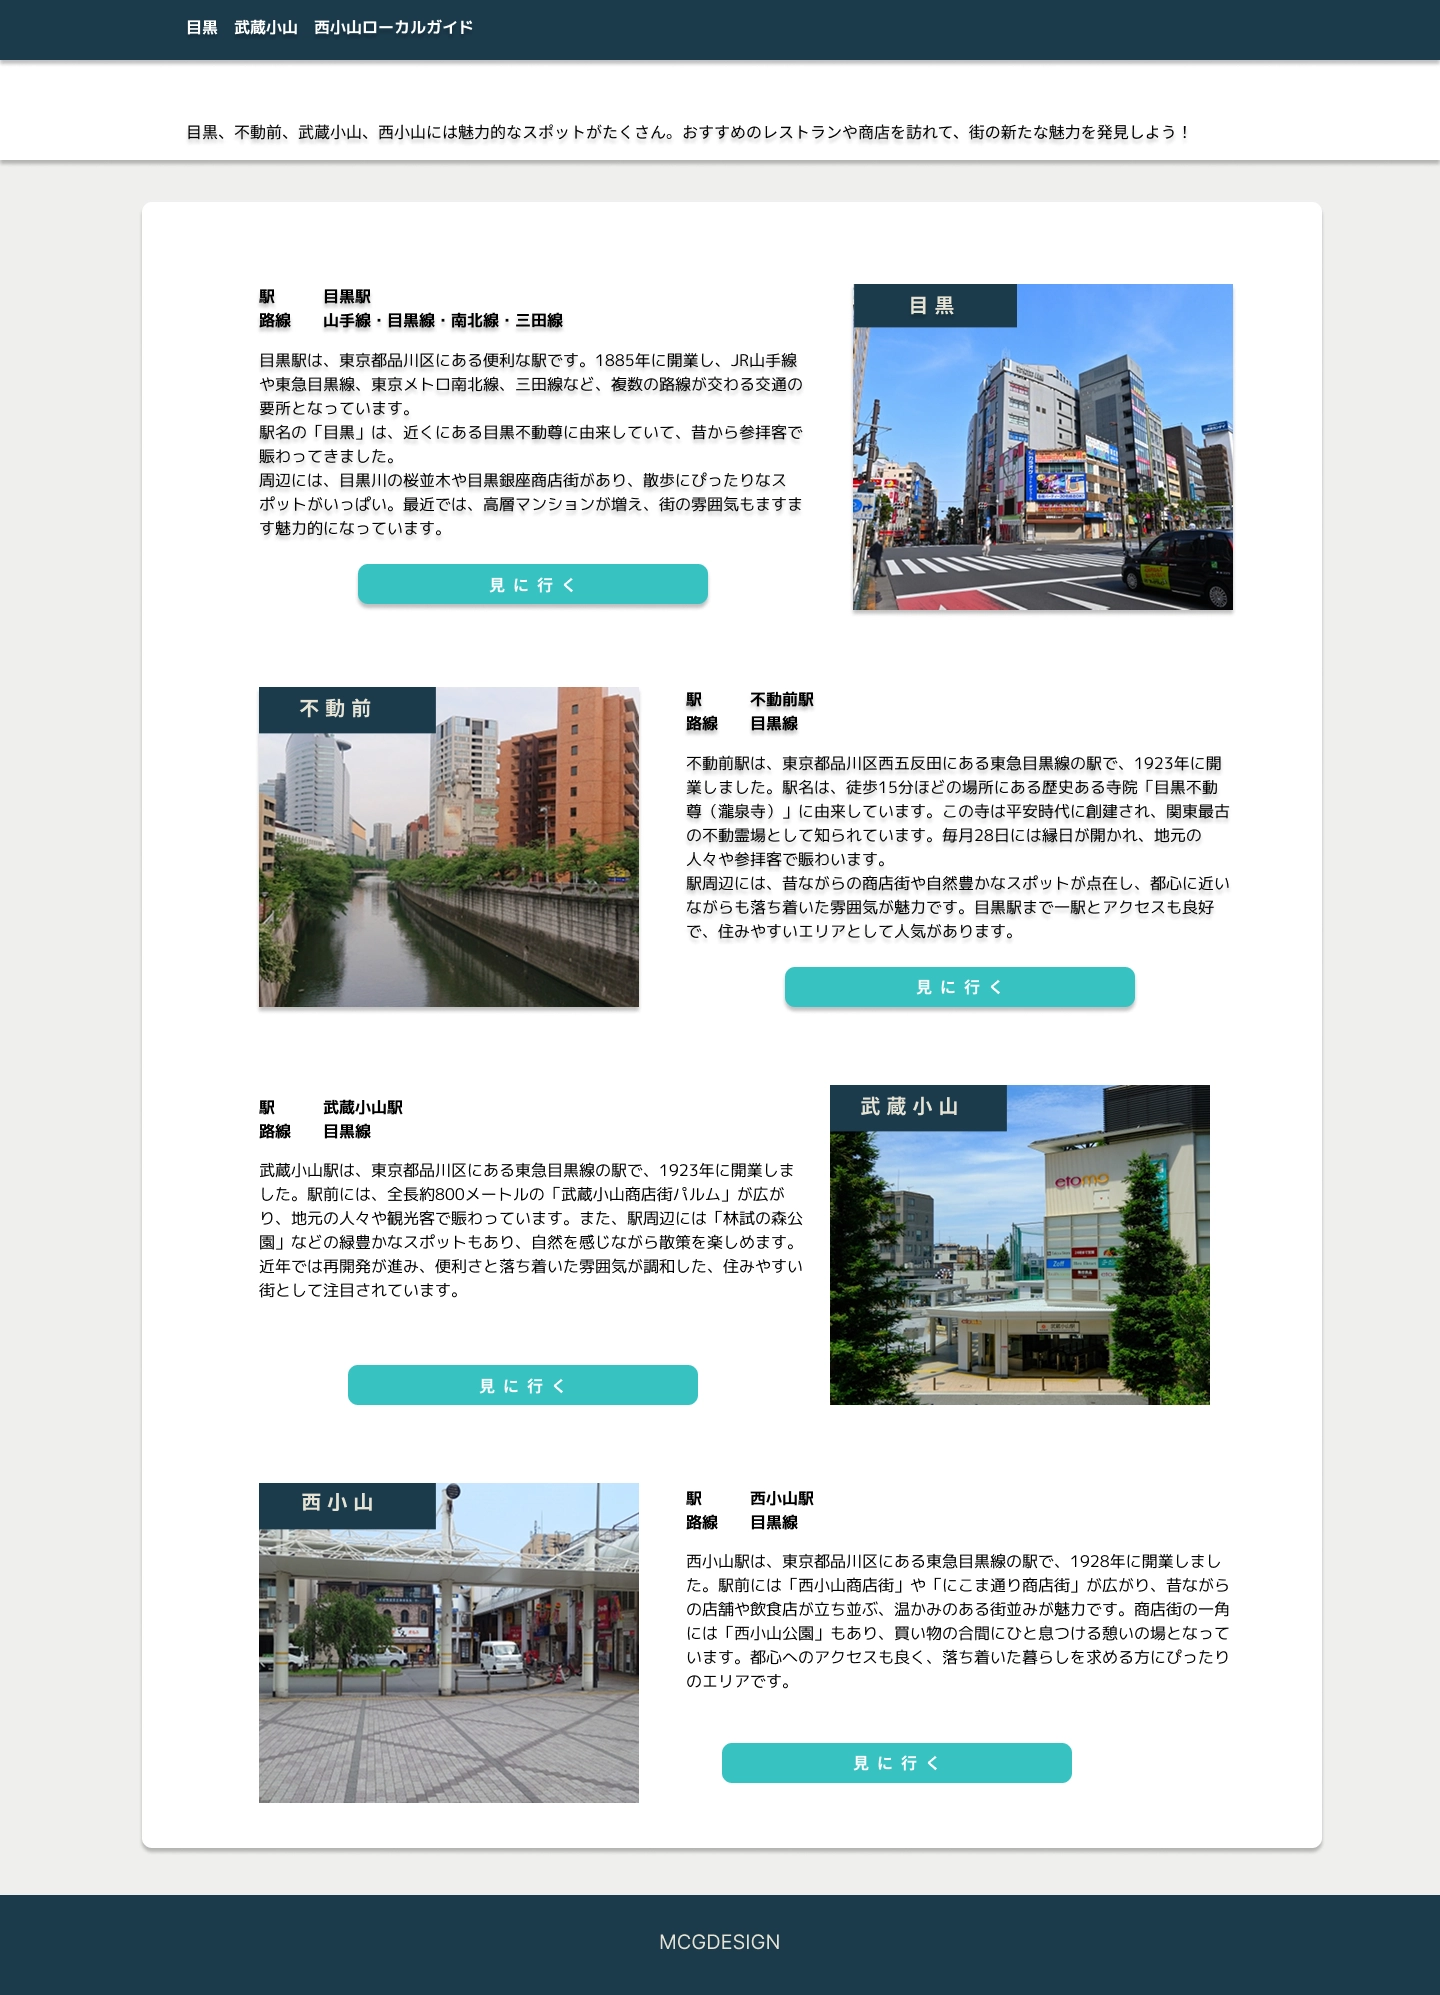 目黒　武蔵小山　西小山ローカルガイド
目黒、不動前、武蔵小山、西小山には魅力的なスポットがたくさん。おすすめのレストランや商店を訪れて、街の新たな魅力を発見しよう！
駅　　　目黒駅
路線　　山手線・目黒線・南北線・三田線
目黒駅は、東京都品川区にある便利な駅です。1885年に開業し、JR山手線
や東急目黒線、東京メトロ南北線、三田線など、複数の路線が交わる交通の
要所となっています。
駅名の「目黒」は、近くにある目黒不動尊に由来していて、昔から参拝客で
賑わってきました。
周辺には、目黒川の桜並木や目黒銀座商店街があり、散歩にぴったりなス
ポットがいっぱい。最近では、高層マンションが増え、街の雰囲気もますま
す魅力的になっています。
見に行く
目黒
不動前
駅　　　不動前駅
路線　　目黒線
不動前駅は、東京都品川区西五反田にある東急目黒線の駅で、1923年に開
業しました。駅名は、徒歩15分ほどの場所にある歴史ある寺院「目黒不動
尊（瀧泉寺）」に由来しています。この寺は平安時代に創建され、関東最古
の不動霊場として知られています。毎月28日には縁日が開かれ、地元の
人々や参拝客で賑わいます。
駅周辺には、昔ながらの商店街や自然豊かなスポットが点在し、都心に近い
ながらも落ち着いた雰囲気が魅力です。目黒駅まで一駅とアクセスも良好
で、住みやすいエリアとして人気があります。
見に行く
駅　　　武蔵小山駅
路線　　目黒線
武蔵小山駅は、東京都品川区にある東急目黒線の駅で、1923年に開業しま
した。駅前には、全長約800メートルの「武蔵小山商店街パルム」が広が
り、地元の人々や観光客で賑わっています。また、駅周辺には「林試の森公
園」などの緑豊かなスポットもあり、自然を感じながら散策を楽しめます。
近年では再開発が進み、便利さと落ち着いた雰囲気が調和した、住みやすい
街として注目されています。
見に行く
武蔵小山
etomo
武蔵小山駅
西小山
駅　　　西小山駅
路線　　目黒線
西小山駅は、東京都品川区にある東急目黒線の駅で、1928年に開業しまし
た。駅前には「西小山商店街」や「にこま通り商店街」が広がり、昔ながら
の店舗や飲食店が立ち並ぶ、温かみのある街並みが魅力です。商店街の一角
には「西小山公園」もあり、買い物の合間にひと息つける憩いの場となって
います。都心へのアクセスも良く、落ち着いた暮らしを求める方にぴったり
のエリアです。
見に行く
MCGDESIGN